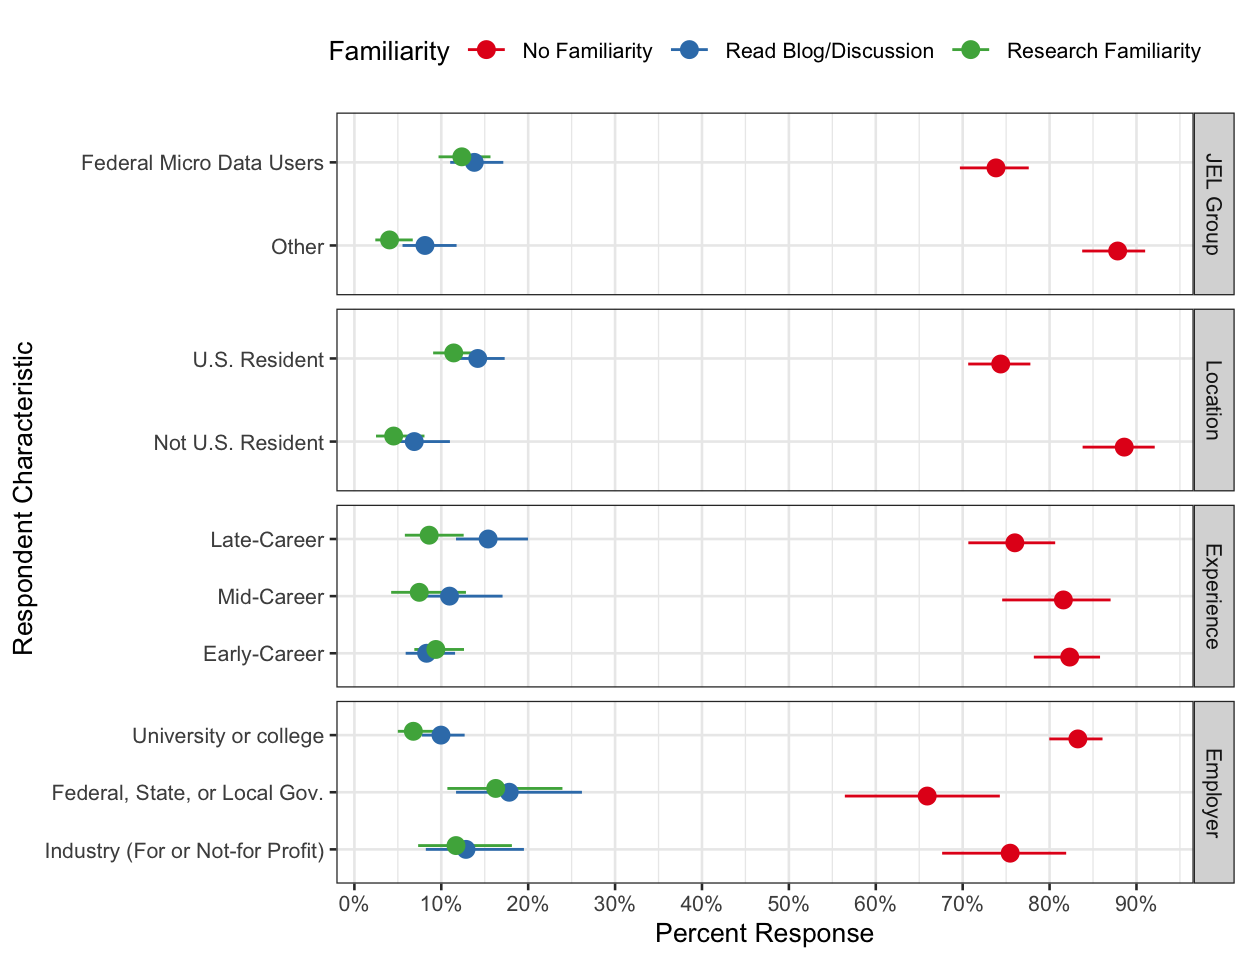 Familiarity No Familiarity Read Blog/Discussion Research Familiarity
Federal Micro Data Users
Other
JEL Group
U.S. Resident
Not U.S. Resident
Location
Late-Career
Mid-Career
Early-Career
Experience
University or college
Federal, State, or Local Gov.
Industry (For or Not-for Profit)
Employer
Respondent Characteristic
0% 10% 20% 30% 40% 50% 60% 70% 80% 90%
Percent Response